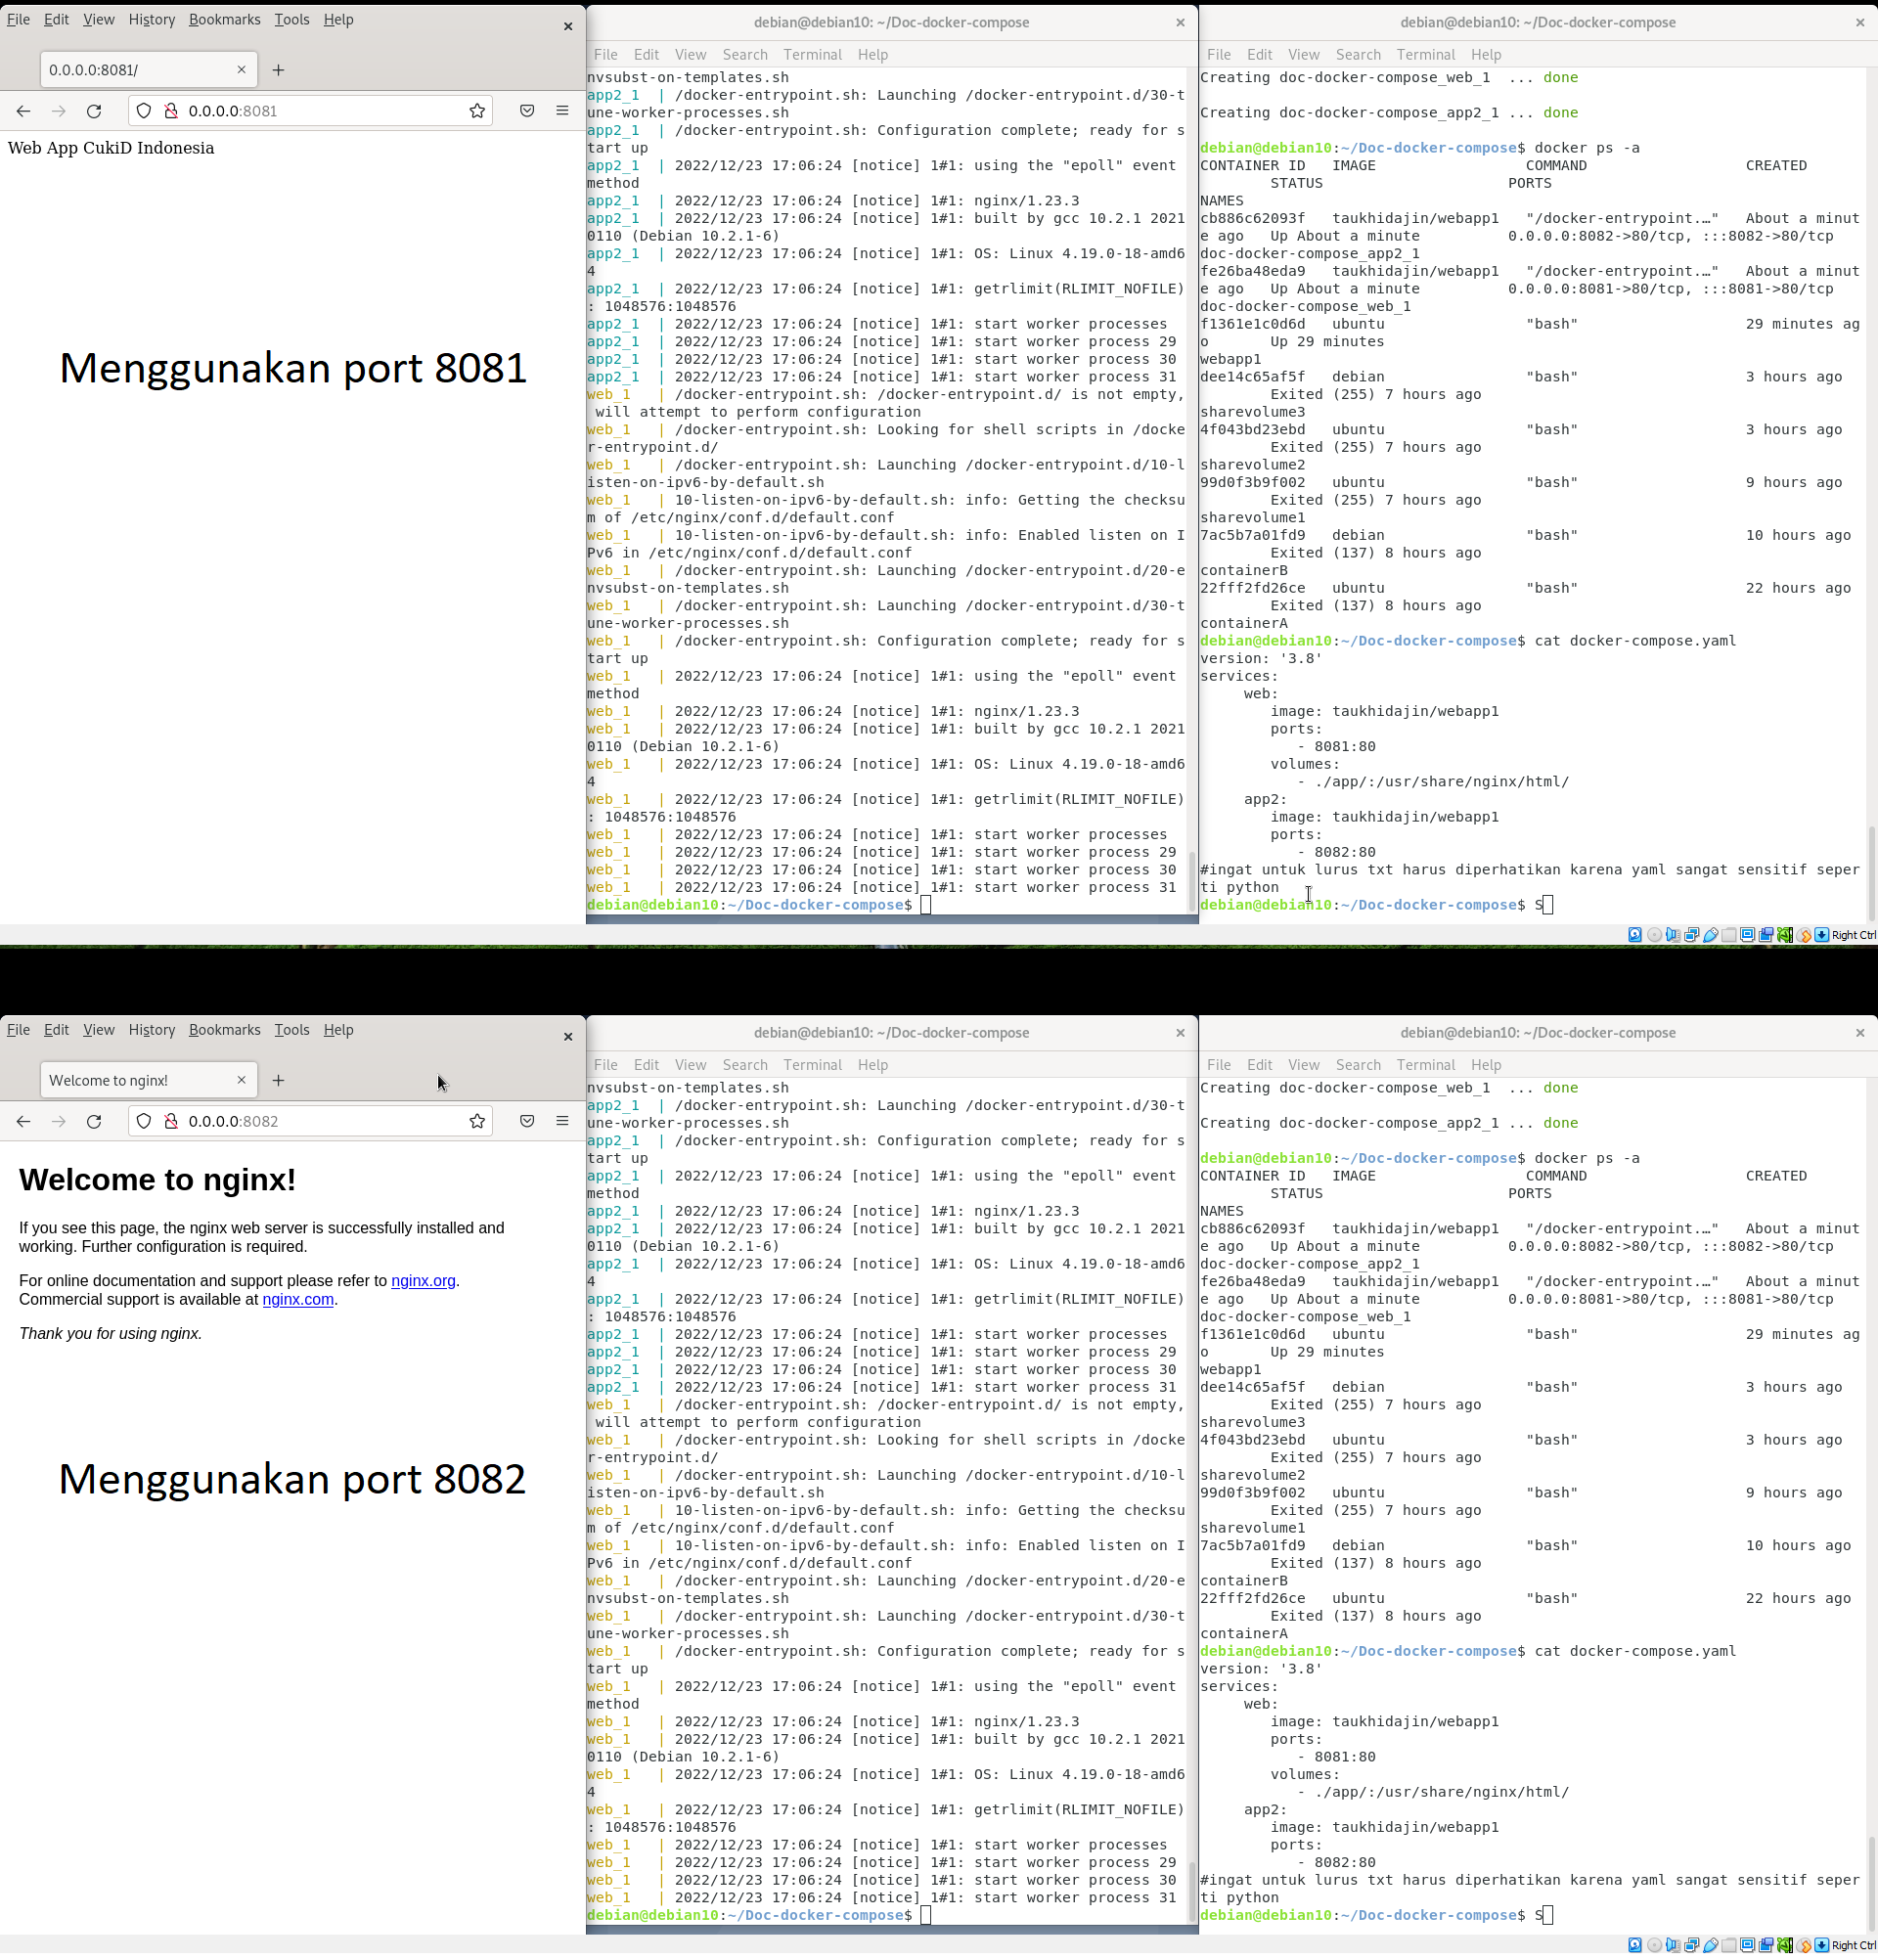 File Edit View History Bookmarks Tools Help
0.0.0.0:8081/
0.0.0.0:8081
Web App CukiD Indonesia
Menggunakan port 8081
debian@debian10: ~/Doc-docker-compose
File Edit View Search Terminal Help
nvsubst-on-templates.sh
app2_1 | /docker-entrypoint.sh: Launching /docker-entrypoint.d/30-t
une-worker-processes.sh
app2_1 | /docker-entrypoint.sh: Configuration complete; ready for s
tart up
app2_1 | 2022/12/23 17:06:24 [notice] 1#1: using the "epoll" event
method
app2_1 | 2022/12/23 17:06:24 [notice] 1#1: nginx/1.23.3
app2_1 | 2022/12/23 17:06:24 [notice] 1#1: built by gcc 10.2.1 2021
0110 (Debian 10.2.1-6)
app2_1 | 2022/12/23 17:06:24 [notice] 1#1: OS: Linux 4.19.0-18-amd6
4
app2_1 | 2022/12/23 17:06:24 [notice] 1#1: getrlimit(RLIMIT_NOFILE)
: 1048576:1048576
app2_1 | 2022/12/23 17:06:24 [notice] 1#1: start worker processes
app2_1 | 2022/12/23 17:06:24 [notice] 1#1: start worker process 29
app2_1 | 2022/12/23 17:06:24 [notice] 1#1: start worker process 30
app2_1 | 2022/12/23 17:06:24 [notice] 1#1: start worker process 31
web_1 | /docker-entrypoint.sh: /docker-entrypoint.d/ is not empty,
will attempt to perform configuration
web_1 | /docker-entrypoint.sh: Looking for shell scripts in /docke
r-entrypoint.d/
web_1 | /docker-entrypoint.sh: Launching /docker-entrypoint.d/10-l
isten-on-ipv6-by-default.sh
web_1 | 10-listen-on-ipv6-by-default.sh: info: Getting the checksu
m of /etc/nginx/conf.d/default.conf
web_1 | 10-listen-on-ipv6-by-default.sh: info: Enabled listen on I
Pv6 in /etc/nginx/conf.d/default.conf
web_1 | /docker-entrypoint.sh: Launching /docker-entrypoint.d/20-e
nvsubst-on-templates.sh
web_1 | /docker-entrypoint.sh: Launching /docker-entrypoint.d/30-t
une-worker-processes.sh
web_1 | /docker-entrypoint.sh: Configuration complete; ready for s
tart up
web_1 | 2022/12/23 17:06:24 [notice] 1#1: using the "epoll" event
method
web_1 | 2022/12/23 17:06:24 [notice] 1#1: nginx/1.23.3
web_1 | 2022/12/23 17:06:24 [notice] 1#1: built by gcc 10.2.1 2021
0110 (Debian 10.2.1-6)
web_1 | 2022/12/23 17:06:24 [notice] 1#1: OS: Linux 4.19.0-18-amd6
4
web_1 | 2022/12/23 17:06:24 [notice] 1#1: getrlimit(RLIMIT_NOFILE)
: 1048576:1048576
web_1 | 2022/12/23 17:06:24 [notice] 1#1: start worker processes
web_1 | 2022/12/23 17:06:24 [notice] 1#1: start worker process 29
web_1 | 2022/12/23 17:06:24 [notice] 1#1: start worker process 30
web_1 | 2022/12/23 17:06:24 [notice] 1#1: start worker process 31
debian@debian10:~/Doc-docker-compose$
debian@debian10: ~/Doc-docker-compose
File Edit View Search Terminal Help
Creating doc-docker-compose_web_1 ... done
Creating doc-docker-compose_app2_1 ... done
debian@debian10:~/Doc-docker-compose$ docker ps -a
CONTAINER ID IMAGE COMMAND CREATED
STATUS PORTS
NAMES
cb886c62093f taukhidajin/webapp1 "/docker-entrypoint.…" About a minut
e ago Up About a minute 0.0.0.0:8082->80/tcp, :::8082->80/tcp
doc-docker-compose_app2_1
fe26ba48eda9 taukhidajin/webapp1 "/docker-entrypoint.…" About a minut
e ago Up About a minute 0.0.0.0:8081->80/tcp, :::8081->80/tcp
doc-docker-compose_web_1
f1361e1c0d6d ubuntu "bash" 29 minutes ag
o Up 29 minutes
webapp1
dee14c65af5f debian "bash" 3 hours ago
Exited (255) 7 hours ago
sharevolume3
4f043bd23ebd ubuntu "bash" 3 hours ago
Exited (255) 7 hours ago
sharevolume2
99d0f3b9f002 ubuntu "bash" 9 hours ago
Exited (255) 7 hours ago
sharevolume1
7ac5b7a01fd9 debian "bash" 10 hours ago
Exited (137) 8 hours ago
containerB
22fff2fd26ce ubuntu "bash" 22 hours ago
Exited (137) 8 hours ago
containerA
debian@debian10:~/Doc-docker-compose$ cat docker-compose.yaml
version: '3.8'
services:
web:
image: taukhidajin/webapp1
ports:
- 8081:80
volumes:
- ./app/:/usr/share/nginx/html/
app2:
image: taukhidajin/webapp1
ports:
- 8082:80
#ingat untuk lurus txt harus diperhatikan karena yaml sangat sensitif seper
ti python
debian@debian10:~/Doc-docker-compose$ S
Right Ctrl
File Edit View History Bookmarks Tools Help
Welcome to nginx!
0.0.0.0:8082
Welcome to nginx!
If you see this page, the nginx web server is successfully installed and
working. Further configuration is required.
For online documentation and support please refer to nginx.org.
Commercial support is available at nginx.com.
Thank you for using nginx.
Menggunakan port 8082
debian@debian10: ~/Doc-docker-compose
File Edit View Search Terminal Help
nvsubst-on-templates.sh
app2_1 | /docker-entrypoint.sh: Launching /docker-entrypoint.d/30-t
une-worker-processes.sh
app2_1 | /docker-entrypoint.sh: Configuration complete; ready for s
tart up
app2_1 | 2022/12/23 17:06:24 [notice] 1#1: using the "epoll" event
method
app2_1 | 2022/12/23 17:06:24 [notice] 1#1: nginx/1.23.3
app2_1 | 2022/12/23 17:06:24 [notice] 1#1: built by gcc 10.2.1 2021
0110 (Debian 10.2.1-6)
app2_1 | 2022/12/23 17:06:24 [notice] 1#1: OS: Linux 4.19.0-18-amd6
4
app2_1 | 2022/12/23 17:06:24 [notice] 1#1: getrlimit(RLIMIT_NOFILE)
: 1048576:1048576
app2_1 | 2022/12/23 17:06:24 [notice] 1#1: start worker processes
app2_1 | 2022/12/23 17:06:24 [notice] 1#1: start worker process 29
app2_1 | 2022/12/23 17:06:24 [notice] 1#1: start worker process 30
app2_1 | 2022/12/23 17:06:24 [notice] 1#1: start worker process 31
web_1 | /docker-entrypoint.sh: /docker-entrypoint.d/ is not empty,
will attempt to perform configuration
web_1 | /docker-entrypoint.sh: Looking for shell scripts in /docke
r-entrypoint.d/
web_1 | /docker-entrypoint.sh: Launching /docker-entrypoint.d/10-l
isten-on-ipv6-by-default.sh
web_1 | 10-listen-on-ipv6-by-default.sh: info: Getting the checksu
m of /etc/nginx/conf.d/default.conf
web_1 | 10-listen-on-ipv6-by-default.sh: info: Enabled listen on I
Pv6 in /etc/nginx/conf.d/default.conf
web_1 | /docker-entrypoint.sh: Launching /docker-entrypoint.d/20-e
nvsubst-on-templates.sh
web_1 | /docker-entrypoint.sh: Launching /docker-entrypoint.d/30-t
une-worker-processes.sh
web_1 | /docker-entrypoint.sh: Configuration complete; ready for s
tart up
web_1 | 2022/12/23 17:06:24 [notice] 1#1: using the "epoll" event
method
web_1 | 2022/12/23 17:06:24 [notice] 1#1: nginx/1.23.3
web_1 | 2022/12/23 17:06:24 [notice] 1#1: built by gcc 10.2.1 2021
0110 (Debian 10.2.1-6)
web_1 | 2022/12/23 17:06:24 [notice] 1#1: OS: Linux 4.19.0-18-amd6
4
web_1 | 2022/12/23 17:06:24 [notice] 1#1: getrlimit(RLIMIT_NOFILE)
: 1048576:1048576
web_1 | 2022/12/23 17:06:24 [notice] 1#1: start worker processes
web_1 | 2022/12/23 17:06:24 [notice] 1#1: start worker process 29
web_1 | 2022/12/23 17:06:24 [notice] 1#1: start worker process 30
web_1 | 2022/12/23 17:06:24 [notice] 1#1: start worker process 31
debian@debian10:~/Doc-docker-compose$
debian@debian10: ~/Doc-docker-compose
File Edit View Search Terminal Help
Creating doc-docker-compose_web_1 ... done
Creating doc-docker-compose_app2_1 ... done
debian@debian10:~/Doc-docker-compose$ docker ps -a
CONTAINER ID IMAGE COMMAND CREATED
STATUS PORTS
NAMES
cb886c62093f taukhidajin/webapp1 "/docker-entrypoint.…" About a minut
e ago Up About a minute 0.0.0.0:8082->80/tcp, :::8082->80/tcp
doc-docker-compose_app2_1
fe26ba48eda9 taukhidajin/webapp1 "/docker-entrypoint.…" About a minut
e ago Up About a minute 0.0.0.0:8081->80/tcp, :::8081->80/tcp
doc-docker-compose_web_1
f1361e1c0d6d ubuntu "bash" 29 minutes ag
o Up 29 minutes
webapp1
dee14c65af5f debian "bash" 3 hours ago
Exited (255) 7 hours ago
sharevolume3
4f043bd23ebd ubuntu "bash" 3 hours ago
Exited (255) 7 hours ago
sharevolume2
99d0f3b9f002 ubuntu "bash" 9 hours ago
Exited (255) 7 hours ago
sharevolume1
7ac5b7a01fd9 debian "bash" 10 hours ago
Exited (137) 8 hours ago
containerB
22fff2fd26ce ubuntu "bash" 22 hours ago
Exited (137) 8 hours ago
containerA
debian@debian10:~/Doc-docker-compose$ cat docker-compose.yaml
version: '3.8'
services:
web:
image: taukhidajin/webapp1
ports:
- 8081:80
volumes:
- ./app/:/usr/share/nginx/html/
app2:
image: taukhidajin/webapp1
ports:
- 8082:80
#ingat untuk lurus txt harus diperhatikan karena yaml sangat sensitif seper
ti python
debian@debian10:~/Doc-docker-compose$ S
Right Ctrl